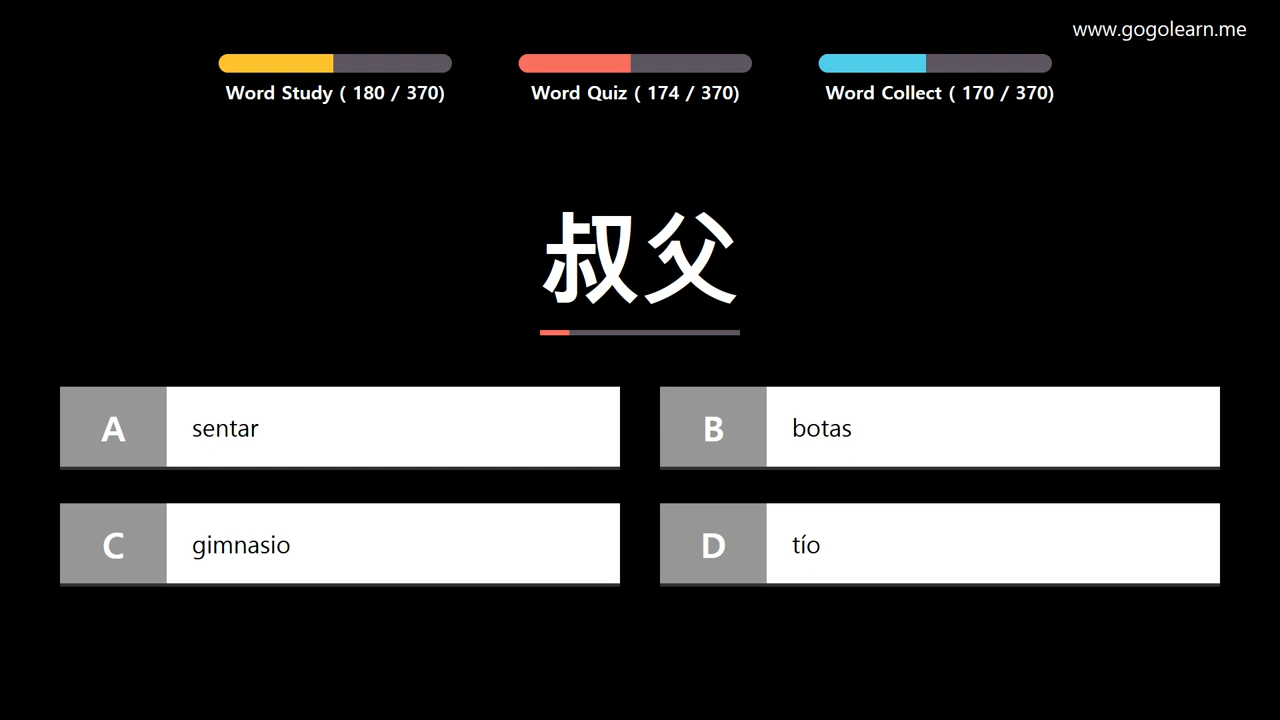 www.gogolearn.me
Word Study ( 180 / 370)
Word Quiz ( 174 / 370)
Word Collect ( 170 / 370)
叔父
A sentar
B botas
C gimnasio
D tío